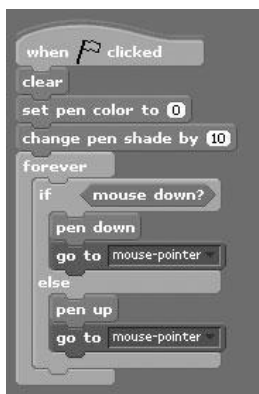 when clicked
clear
set pen color to 0
change pen shade by 10
forever
if mouse down?
pen down
go to mouse-pointer
else
pen up
go to mouse-pointer